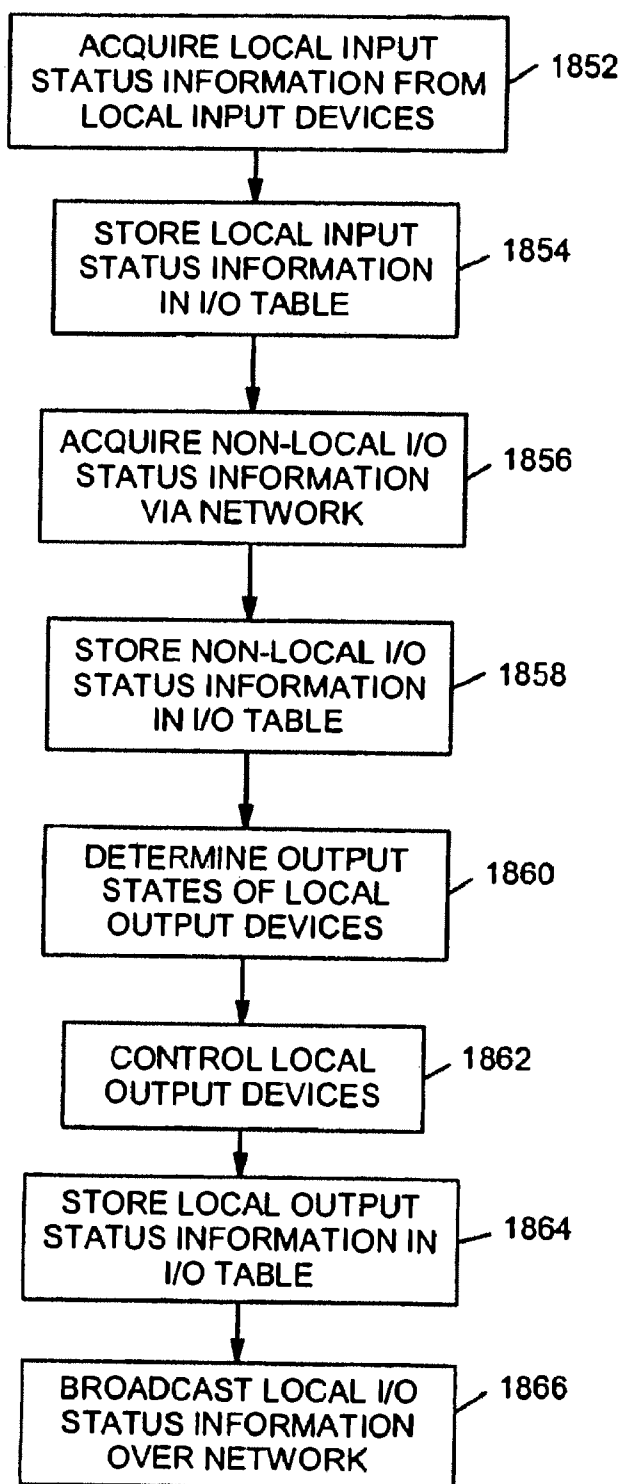 ACQUIRE LOCAL INPUT
STATUS INFORMATION FROM
LOCAL INPUT DEVICES
1852
STORE LOCAL INPUT
STATUS INFORMATION
IN I/O TABLE
1854
ACQUIRE NON-LOCAL I/O
STATUS INFORMATION
VIA NETWORK
1856
STORE NON-LOCAL I/O
STATUS INFORMATION
IN I/O TABLE
1858
DETERMINE OUTPUT
STATES OF LOCAL
OUTPUT DEVICES
1860
CONTROL LOCAL
OUTPUT DEVICES
1862
STORE LOCAL OUTPUT
STATUS INFORMATION IN
I/O TABLE
1864
BROADCAST LOCAL I/O
STATUS INFORMATION
OVER NETWORK
1866